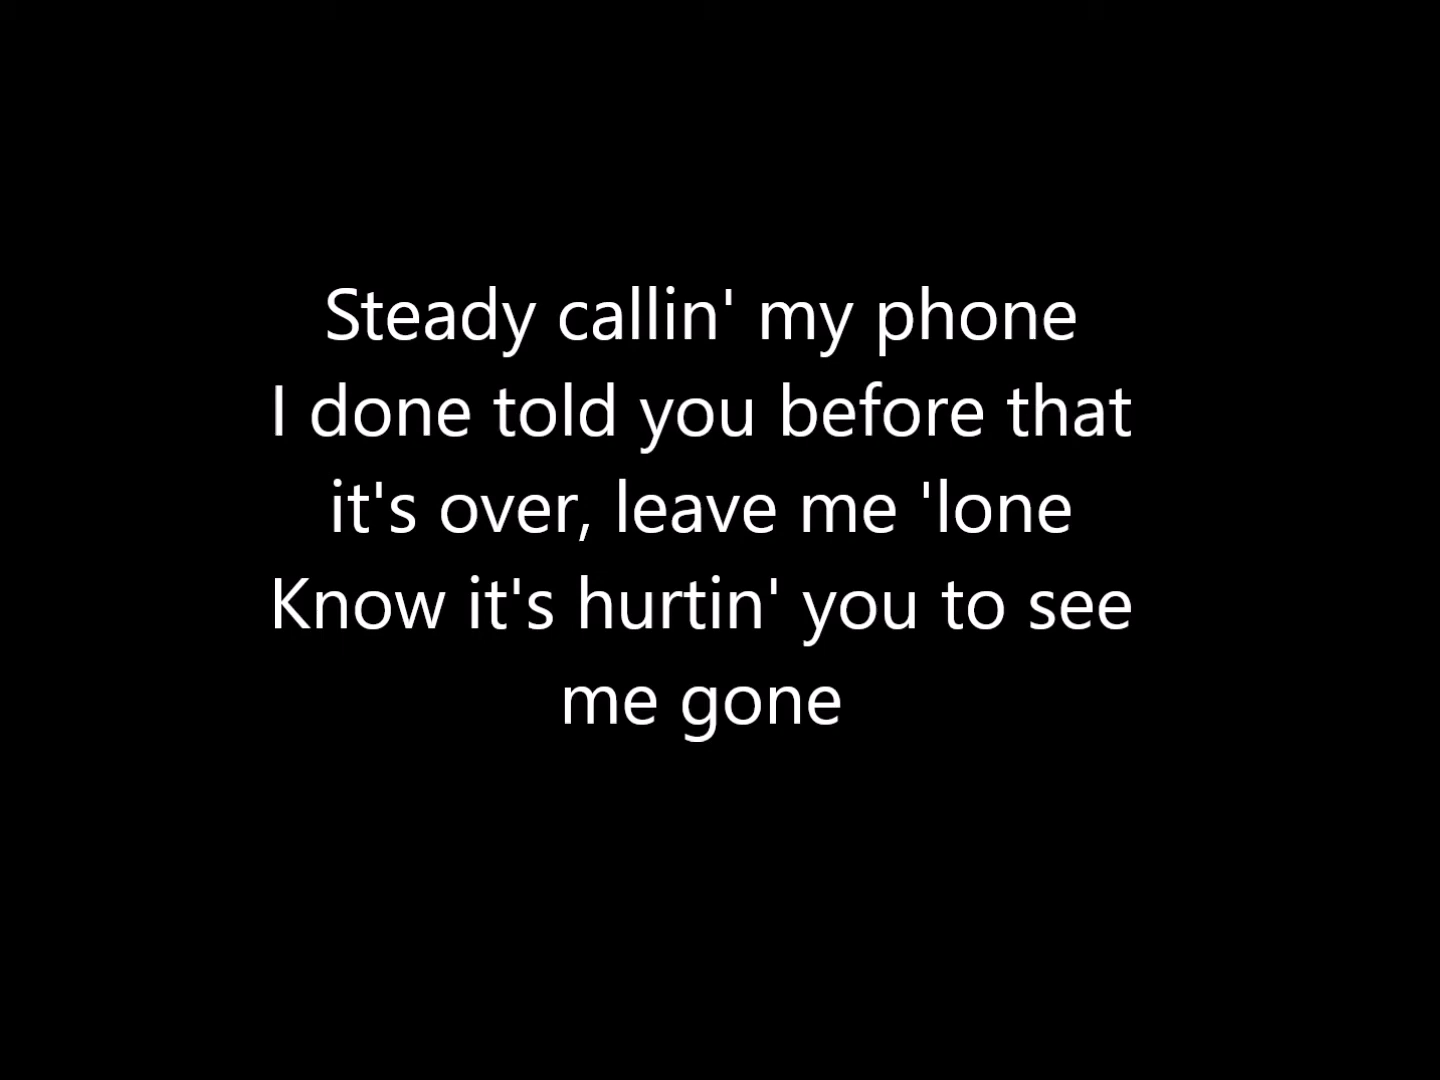 Steady callin' my phone
I done told you before that
it's over, leave me 'lone
Know it's hurtin' you to see
me gone